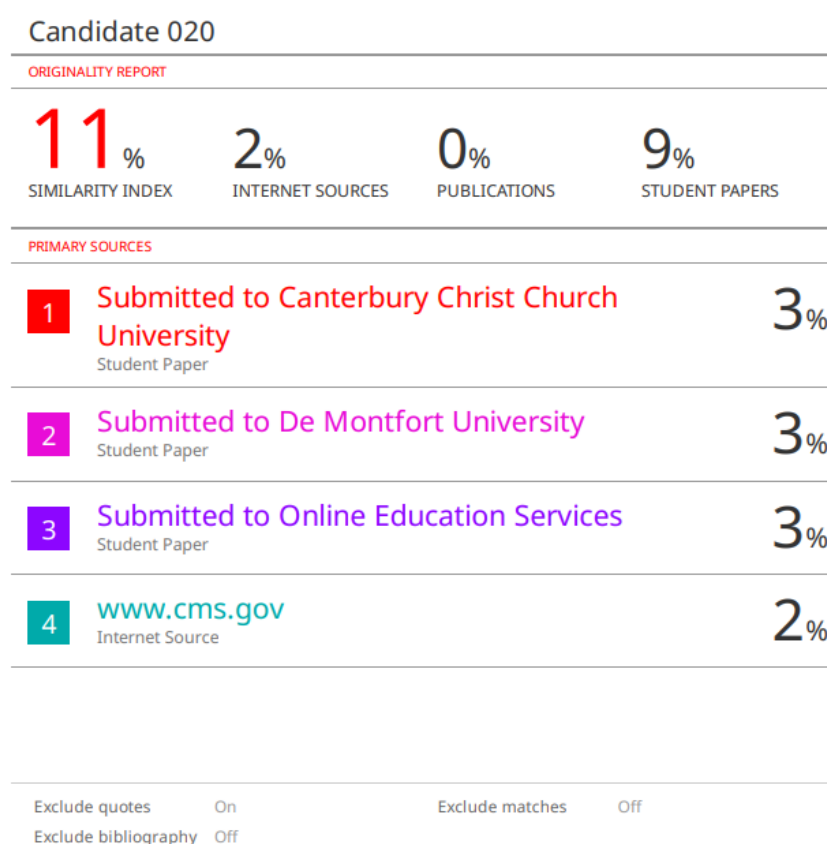 Candidate 020
ORIGINALITY REPORT
11% 2% 0% 9%
SIMILARITY INDEX INTERNET SOURCES PUBLICATIONS STUDENT PAPERS
PRIMARY SOURCES
1 Submitted to Canterbury Christ Church 3%
University
Student Paper
2 Submitted to De Montfort University 3%
Student Paper
3 Submitted to Online Education Services 3%
Student Paper
4 www.cms.gov 2%
Internet Source
Exclude quotes On Exclude matches Off
Exclude bibliography Off